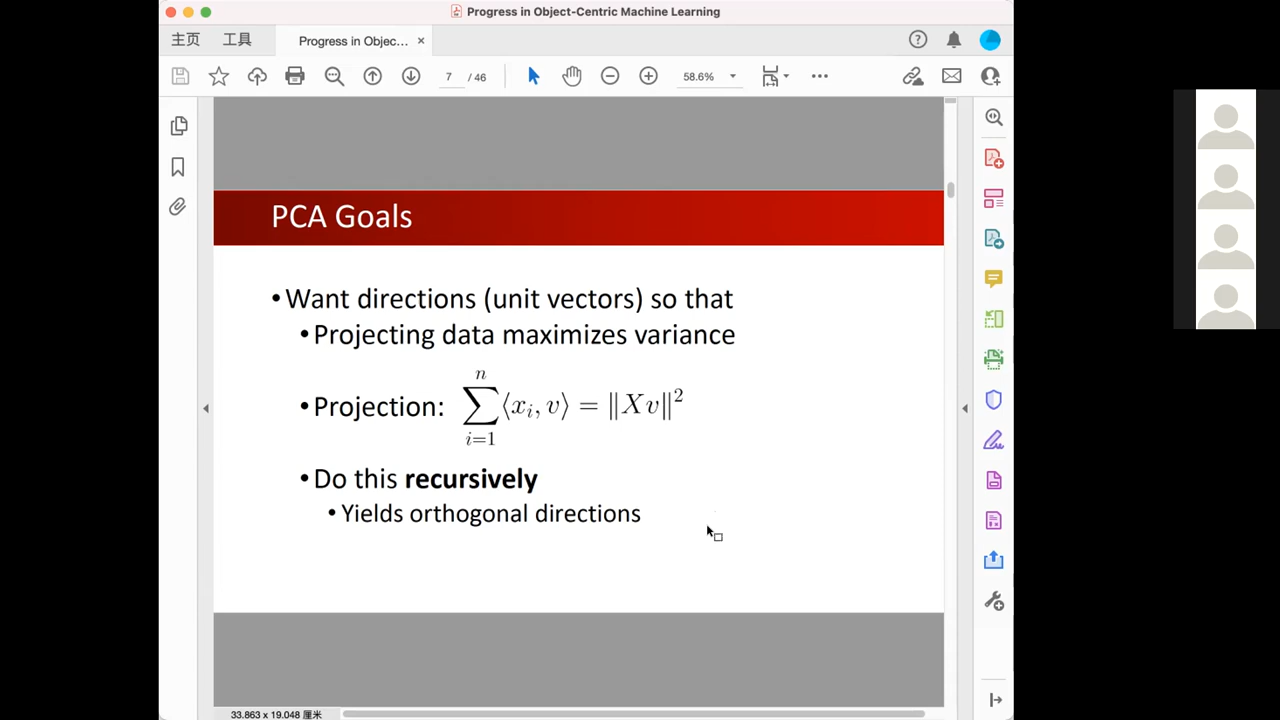 Progress in Object-Centric Machine Learning
主页 工具 Progress in Objec... ×
7 / 46 58.6%
PCA Goals
•Want directions (unit vectors) so that
•Projecting data maximizes variance
•Projection: \sum_{i=1}^{n} ⟨x_i, v⟩ = ‖Xv‖²
•Do this recursively
•Yields orthogonal directions
33.863 x 19.048 厘米